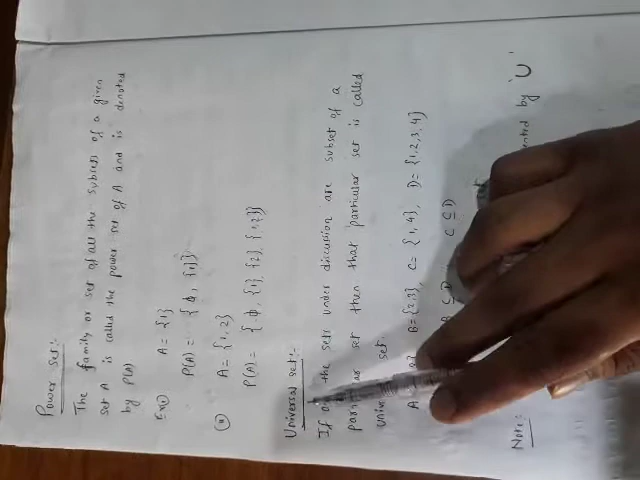 Power set:-
The family or set of all the subsets of a given
set A is called the power set of A and is denoted
by P(A)
Ex(i) A = {1}
P(A) = {ϕ, {1}}
(ii) A = {1,2}
P(A) = {ϕ, {1}, {2}, {1,2}}
Universal set:-
If the sets under discussion are subset of a
set then that particular set is called
set.
A B={2,3}, C={1,4}, D={1,2,3,4}
B ⊆ D C ⊆ D
Note: by 'U'